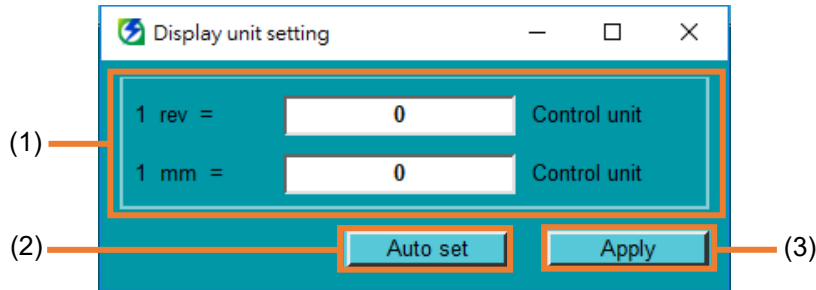 Display unit setting
(1)
1 rev = 0 Control unit
1 mm = 0 Control unit
(2) Auto set Apply (3)